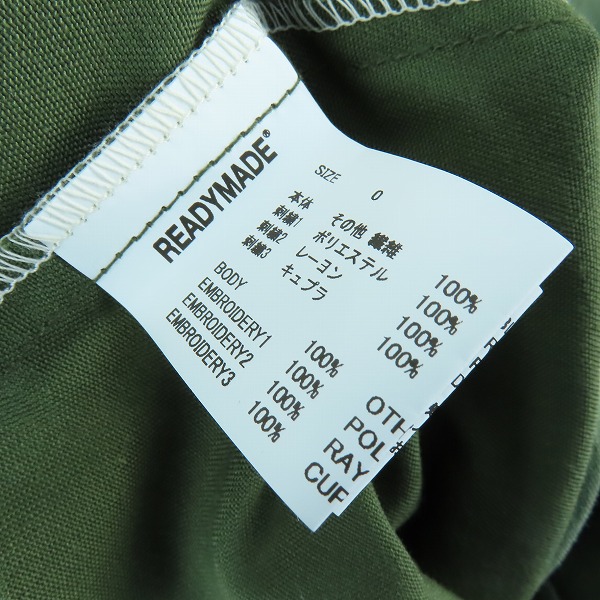 READYMADE®
SIZE 0
本体 その他 繊維 100%
刺繍1 ポリエステル 100%
刺繍2 レーヨン 100%
刺繍3 キュプラ 100%
BODY 100% OTH
EMBROIDERY1 100% POL
EMBROIDERY2 100% RAY
EMBROIDERY3 100% CUP